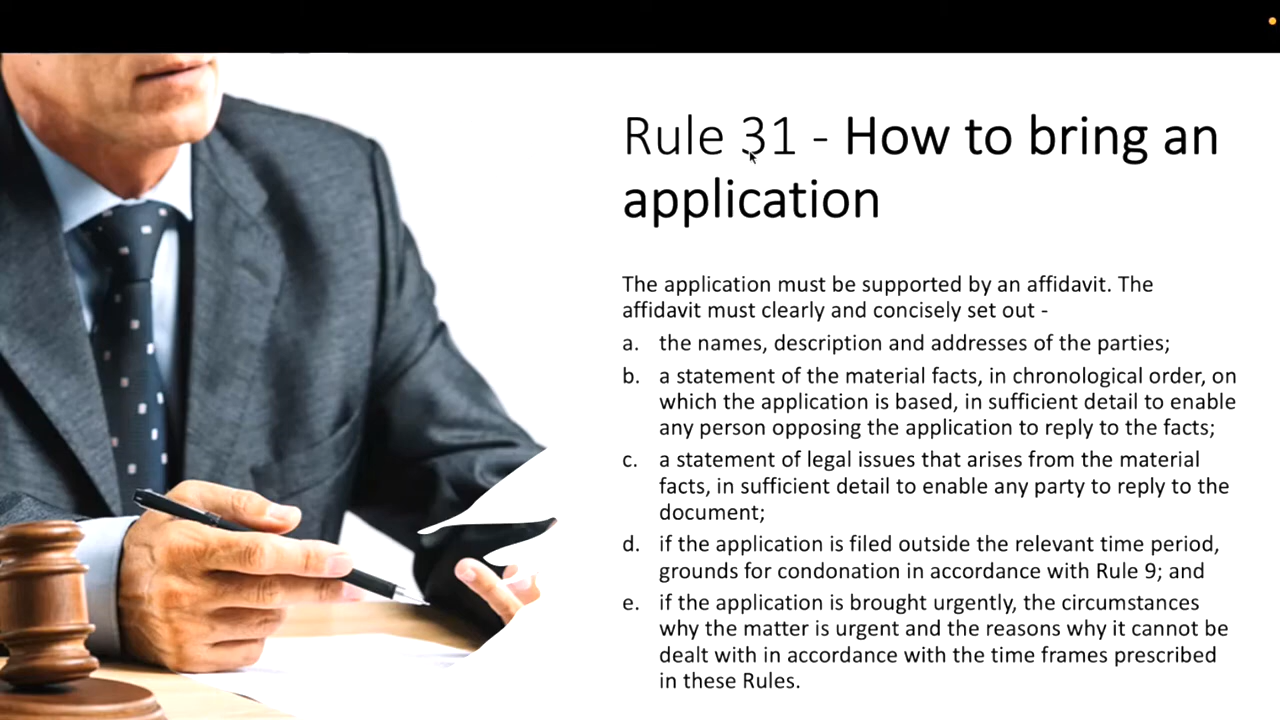 Rule 31 - How to bring an
application
The application must be supported by an affidavit. The
affidavit must clearly and concisely set out -
a. the names, description and addresses of the parties;
b. a statement of the material facts, in chronological order, on
which the application is based, in sufficient detail to enable
any person opposing the application to reply to the facts;
c. a statement of legal issues that arises from the material
facts, in sufficient detail to enable any party to reply to the
document;
d. if the application is filed outside the relevant time period,
grounds for condonation in accordance with Rule 9; and
e. if the application is brought urgently, the circumstances
why the matter is urgent and the reasons why it cannot be
dealt with in accordance with the time frames prescribed
in these Rules.